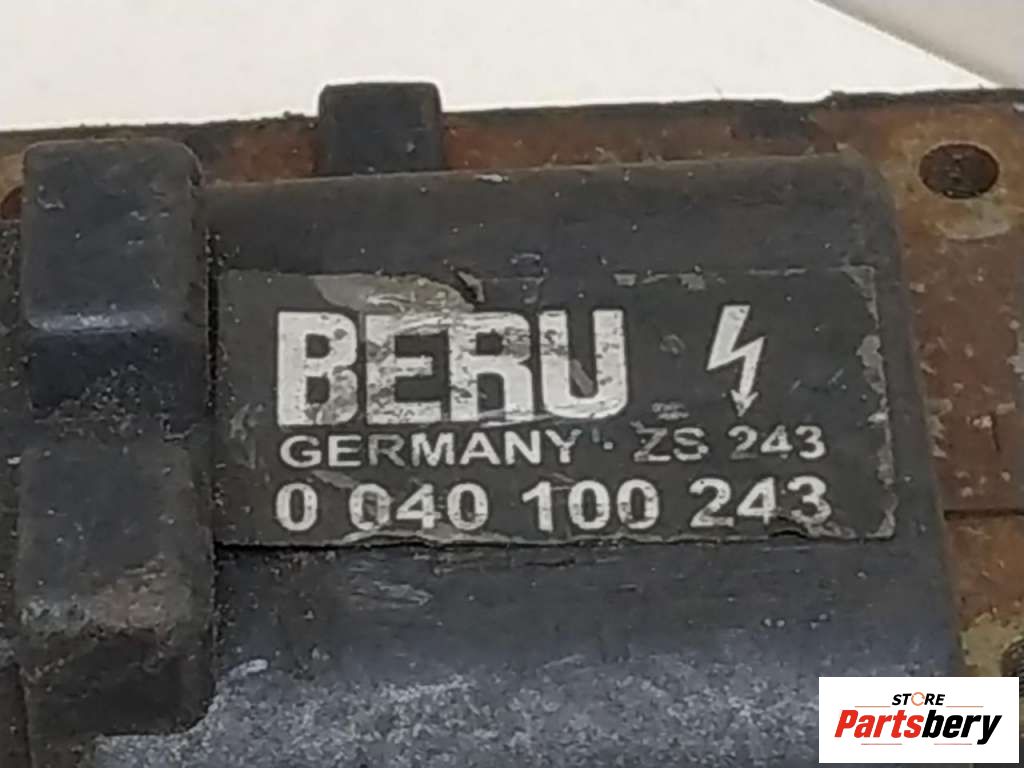 BERU
GERMANY · ZS 243
0 040 100 243
STORE
Partsbery